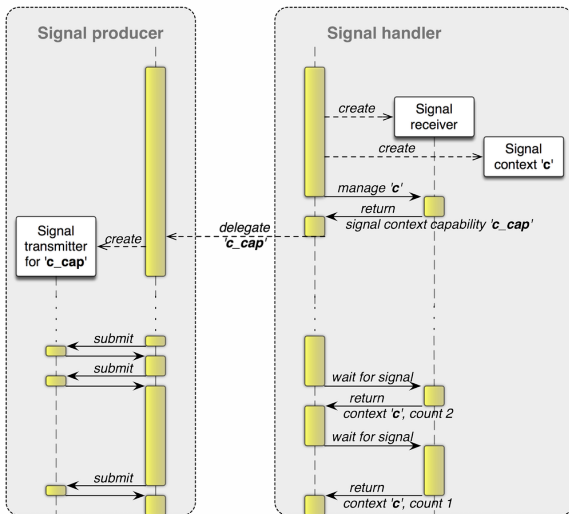 Signal producer
Signal handler
create
Signal
receiver
create
Signal
context 'c'
manage 'c'
return
signal context capability 'c_cap'
delegate
'c_cap'
create
Signal
transmitter
for 'c_cap'
submit
submit
wait for signal
return
context 'c', count 2
wait for signal
submit
return
context 'c', count 1